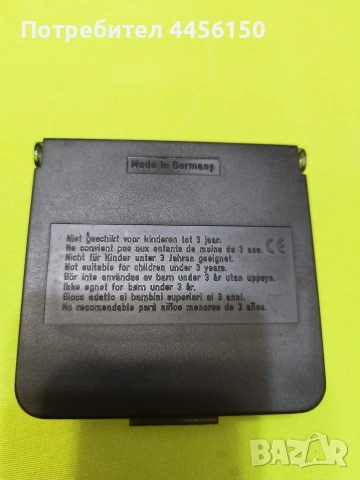 Потребител 4456150
Made in Germany
Niet geschikt voor kinderen tot 3 jaar.
Ne convient pas aux enfants de moins de 3 ans.
CE
Nicht für Kinder unter 3 Jahren geeignet.
Not suitable for children under 3 years.
Bör inte användas av barn under 3 år utan uppsyn.
Ikke egnet for børn under 3 år.
Gioco adatto ai bambini superiori ai 3 anni.
No recomendable para niños menores de 3 años.
BAZAR